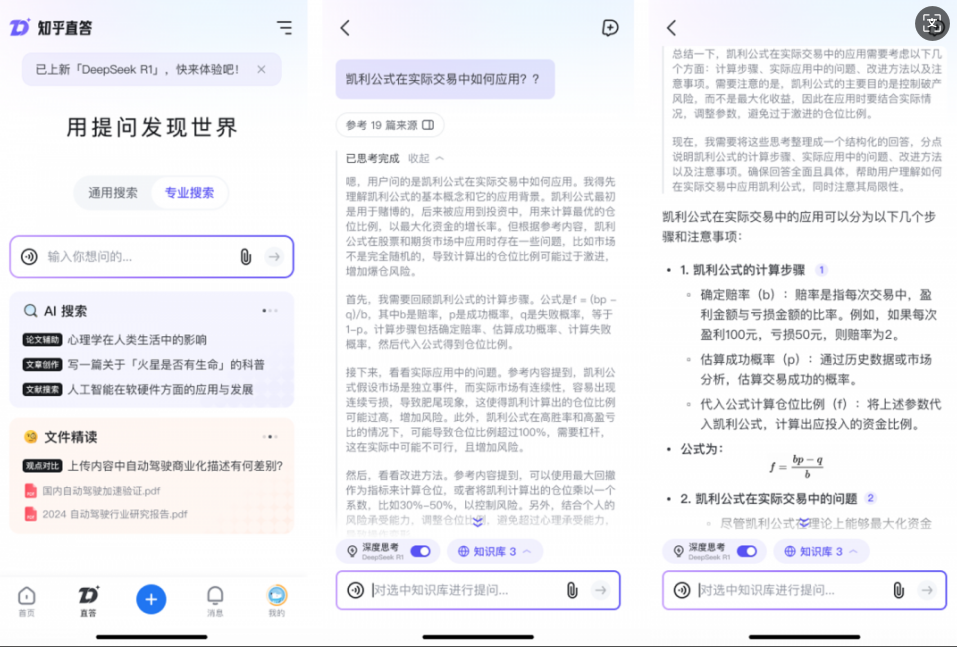 知乎直答
已上新「DeepSeek R1」，快来体验吧！
用提问发现世界
通用搜索
专业搜索
输入你想问的...
AI 搜索
论文辅助 心理学在人类生活中的影响
文章创作 写一篇关于「火星是否有生命」的科普
文献搜索 人工智能在软硬件方面的应用与发展
文件精读
观点对比 上传内容中自动驾驶商业化描述有何差别?
国内自动驾驶加速验证.pdf
2024 自动驾驶行业研究报告.pdf
首页
直答
消息
我的
凯利公式在实际交易中如何应用？？
参考 19 篇来源
已思考完成 收起
嗯，用户问的是凯利公式在实际交易中如何应用。我得先
理解凯利公式的基本概念和它的应用背景。凯利公式最初
是用于赌博的，后来被应用到投资中，用来计算最优的仓
位比例，以最大化资金的增长率。但根据参考内容，凯利
公式在股票和期货市场中应用时存在一些问题，比如市场
不是完全随机的，导致计算出的仓位比例可能过于激进，
增加爆仓风险。
首先，我需要回顾凯利公式的计算步骤。公式是f = (bp −
q)/b，其中b是赔率，p是成功概率，q是失败概率，等于
1-p。计算步骤包括确定赔率、估算成功概率、计算失败
概率，然后代入公式得到仓位比例。
接下来，看看实际应用中的问题。参考内容提到，凯利公
式假设市场是独立事件，而实际市场有连续性，容易出现
连续亏损，导致肥尾现象，这使得凯利计算出的仓位比例
可能过高，增加风险。此外，凯利公式在高胜率和高盈亏
比的情况下，可能导致仓位比例超过100%，需要杠杆，
这在实际中可能不可行，且增加风险。
然后，看看改进方法。参考内容提到，可以使用最大回撤
作为指标来计算仓位，或者将凯利计算出的仓位乘以一个
系数，比如30%-50%，以控制风险。另外，结合个人的
风险承受能力，调整仓位比例，避免超过心理承受能力，
深度思考
DeepSeek R1
知识库 3
对选中知识库进行提问...
总结一下，凯利公式在实际交易中的应用需要考虑以下几
个方面：计算步骤、实际应用中的问题、改进方法以及注
意事项。需要注意的是，凯利公式的主要目的是控制破产
风险，而不是最大化收益，因此在应用时要结合实际情
况，调整参数，避免过于激进的仓位比例。
现在，我需要将这些思考整理成一个结构化的回答，分点
说明凯利公式的计算步骤、实际应用中的问题、改进方法
以及注意事项。确保回答全面且具体，帮助用户理解如何
在实际交易中应用凯利公式，同时注意其局限性。
凯利公式在实际交易中的应用可以分为以下几个步
骤和注意事项：
1. 凯利公式的计算步骤 1
确定赔率（b）：赔率是指每次交易中，盈
利金额与亏损金额的比率。例如，如果每次
盈利100元，亏损50元，则赔率为2。
估算成功概率（p）：通过历史数据或市场
分析，估算交易成功的概率。
代入公式计算仓位比例（f）：将上述参数代
入凯利公式，计算出应投入的资金比例。
公式为：
f = (bp − q)/b
2. 凯利公式在实际交易中的问题 2
尽管凯利公式在理论上能够最大化资金
深度思考
DeepSeek R1
知识库 3
对选中知识库进行提问...